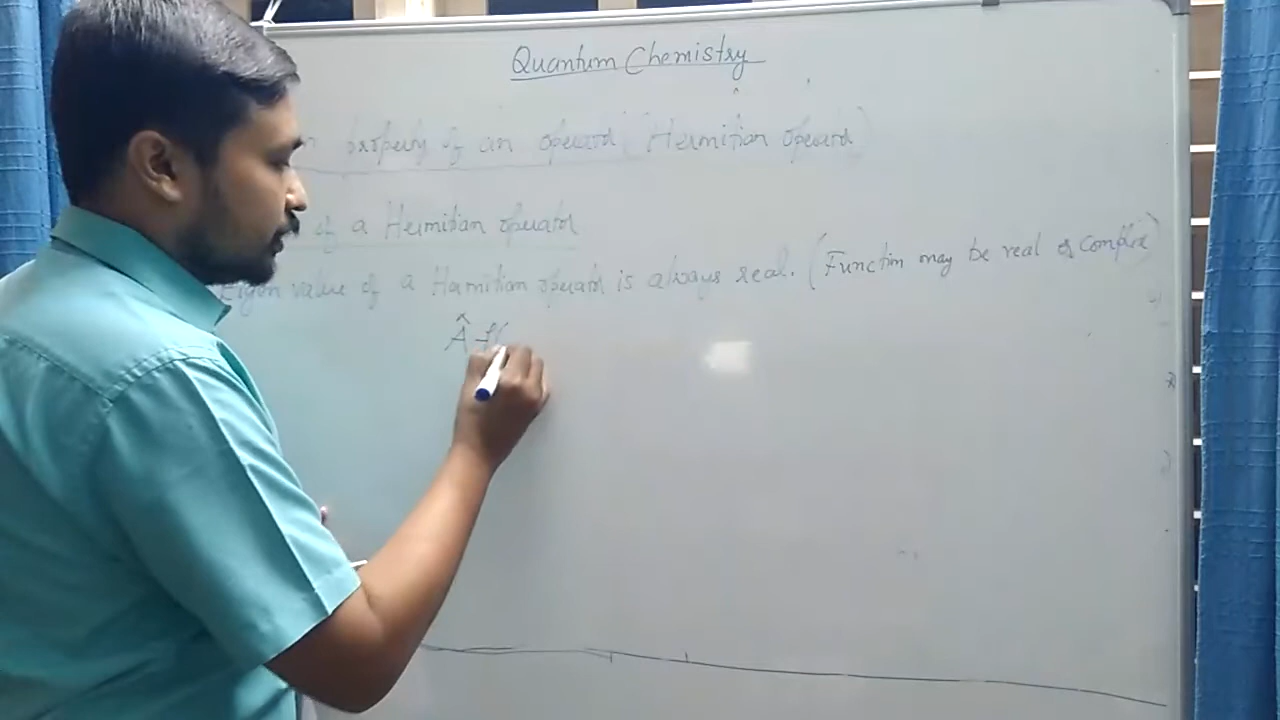 Quantum Chemistry
n property of an operator (Hermitian operator)
of a Hermitian operator
Eigen value of a Hamitian operator is always real. (Function may be real or complex)
Â f(